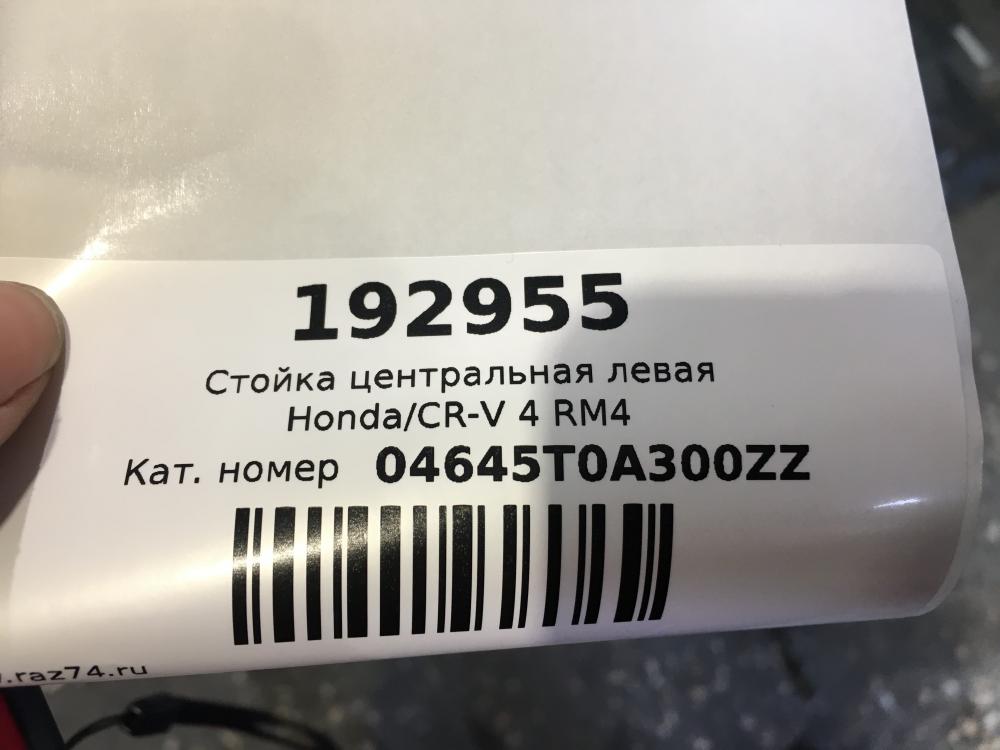 192955
Стойка центральная левая
Honda/CR-V 4 RM4
Кат. номер 04645T0A300ZZ
.raz74.ru